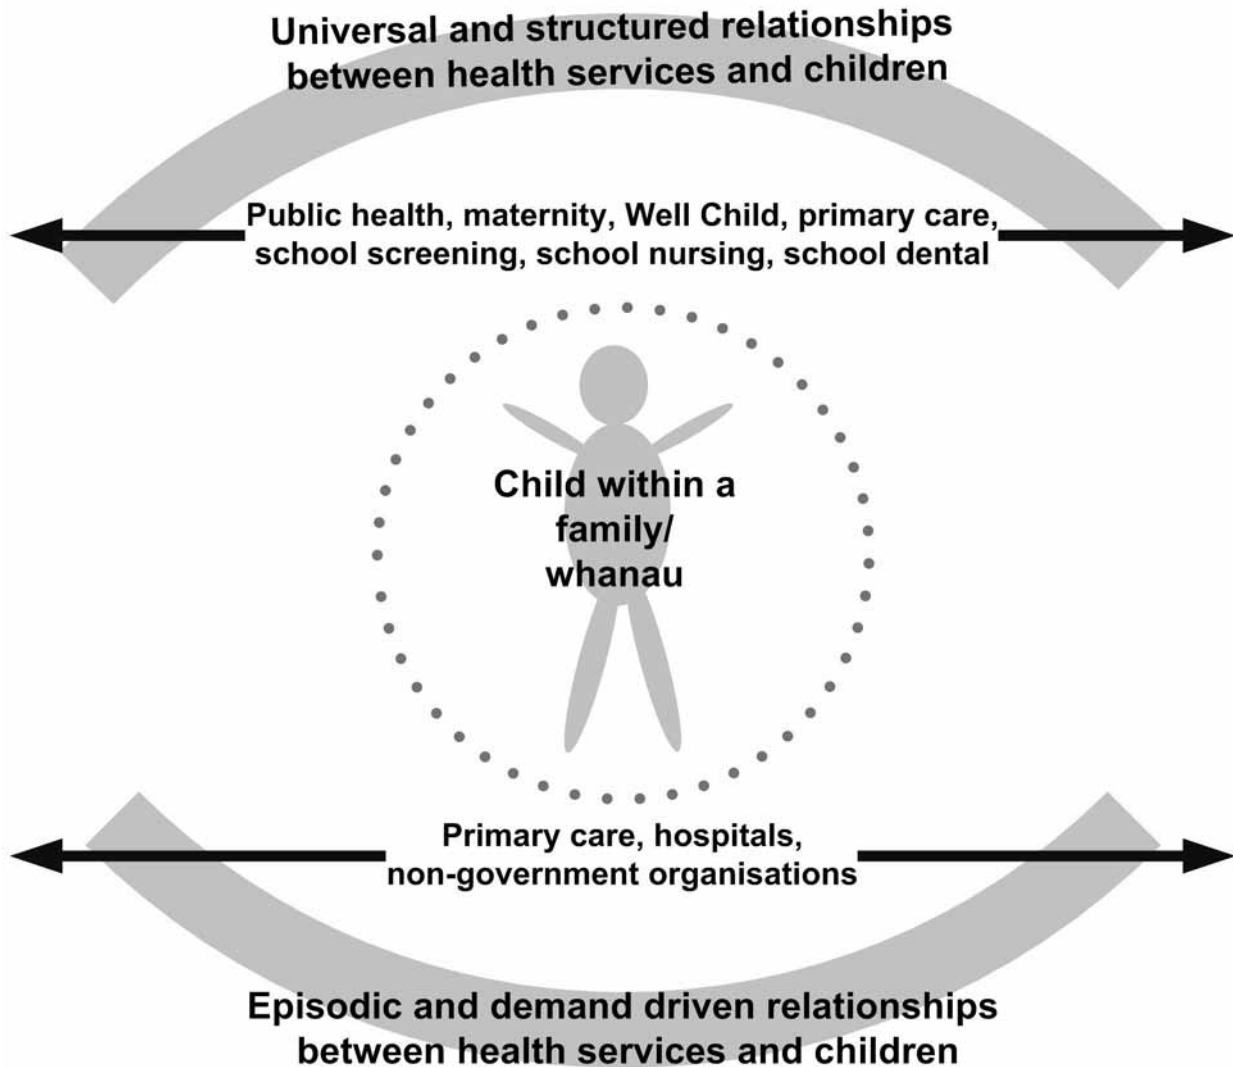 Universal and structured relationships
between health services and children
Public health, maternity, Well Child, primary care,
school screening, school nursing, school dental
Child within a
family/
whanau
Primary care, hospitals,
non-government organisations
Episodic and demand driven relationships
between health services and children